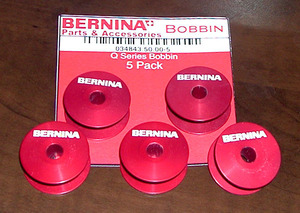 BERNINA+ BOBBIN
Parts & Accessories
034843 50 00-5
Q Series Bobbin
5 Pack
BERNINA
BERNINA
BERNINA
BERNINA
BERNINA